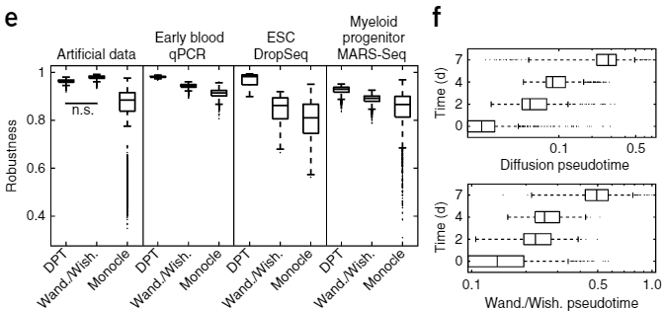 e
Artificial data
Early blood
qPCR
ESC
DropSeq
Myeloid
progenitor
MARS-Seq
Robustness
1
0.8
0.6
0.4
n.s.
DPT
Wand./Wish.
Monocle
DPT
Wand./Wish.
Monocle
DPT
Wand./Wish.
Monocle
DPT
Wand./Wish.
Monocle
f
Time (d)
7
4
2
0
0.1
0.5
Diffusion pseudotime
Time (d)
7
4
2
0
0.1
0.5
1.0
Wand./Wish. pseudotime